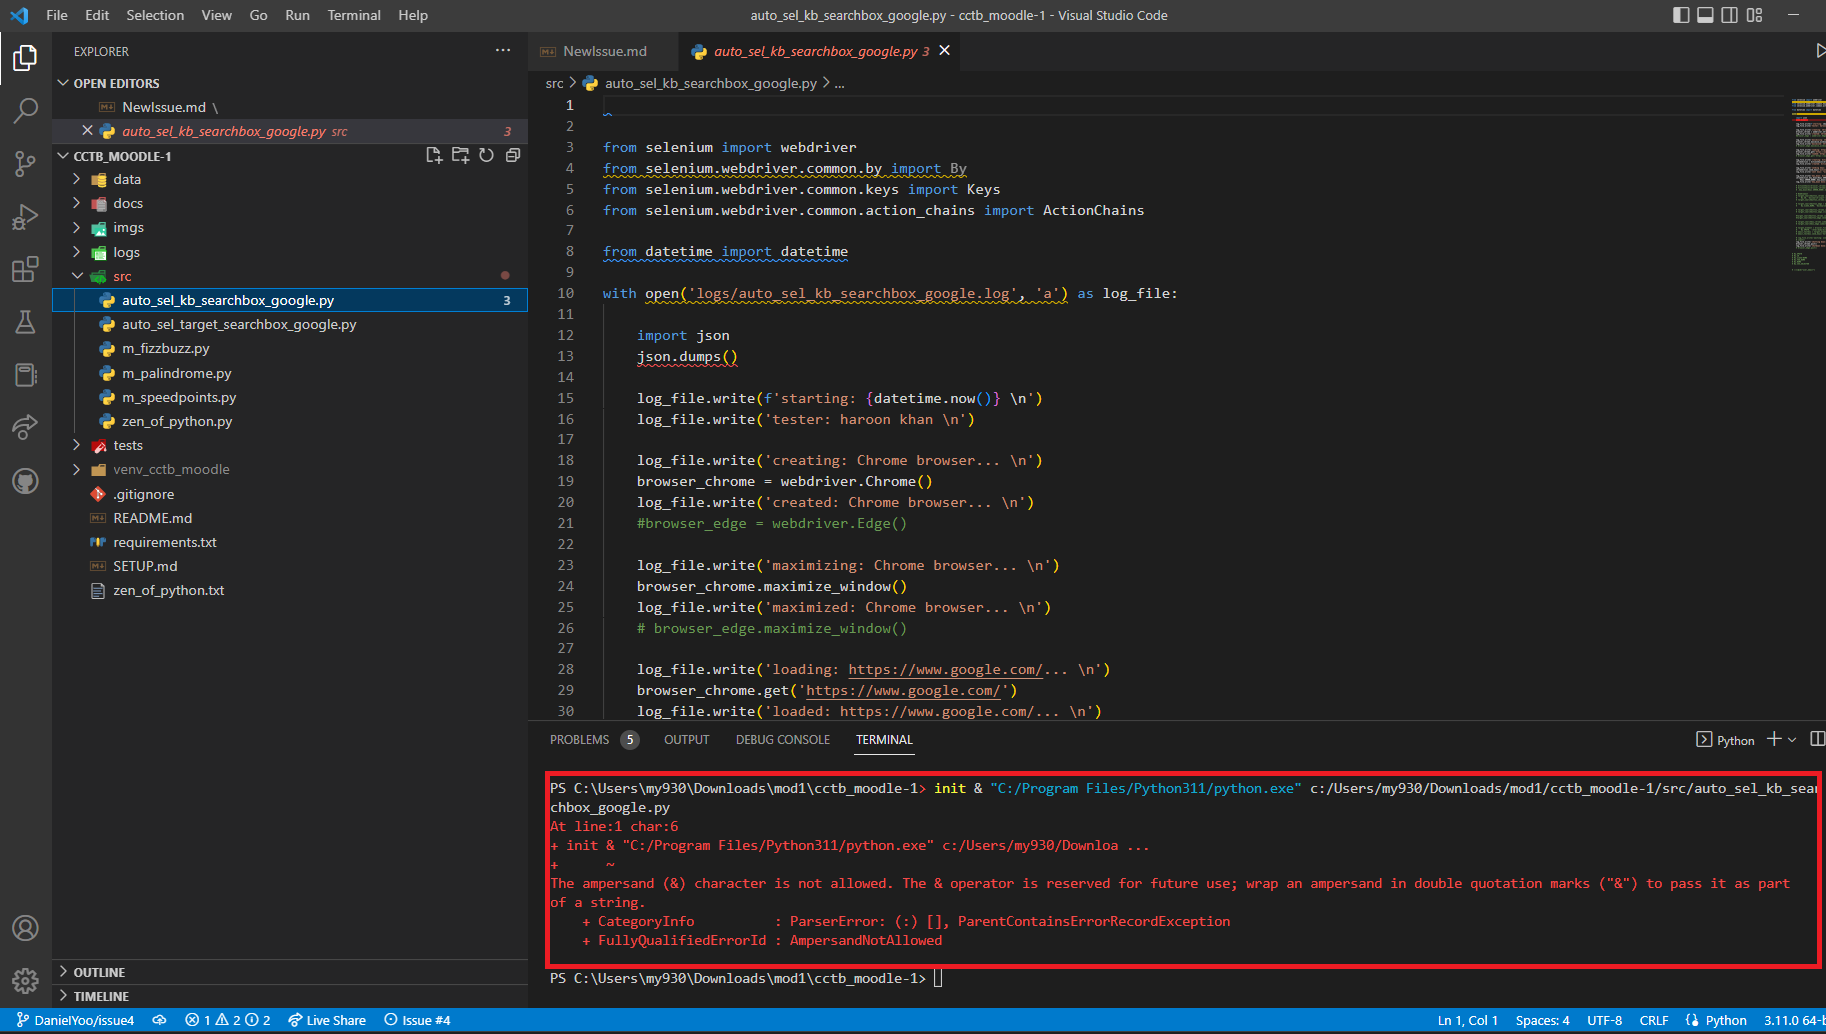 File Edit Selection View Go Run Terminal Help
auto_sel_kb_searchbox_google.py - cctb_moodle-1 - Visual Studio Code
EXPLORER
OPEN EDITORS
NewIssue.md \
auto_sel_kb_searchbox_google.py src 3
CCTB_MOODLE-1
data
docs
imgs
logs
src
auto_sel_kb_searchbox_google.py 3
auto_sel_target_searchbox_google.py
m_fizzbuzz.py
m_palindrome.py
m_speedpoints.py
zen_of_python.py
tests
venv_cctb_moodle
.gitignore
README.md
requirements.txt
SETUP.md
zen_of_python.txt
OUTLINE
TIMELINE
NewIssue.md
auto_sel_kb_searchbox_google.py 3
src > auto_sel_kb_searchbox_google.py > ...
1
2
3 from selenium import webdriver
4 from selenium.webdriver.common.by import By
5 from selenium.webdriver.common.keys import Keys
6 from selenium.webdriver.common.action_chains import ActionChains
7
8 from datetime import datetime
9
10 with open('logs/auto_sel_kb_searchbox_google.log', 'a') as log_file:
11
12 import json
13 json.dumps()
14
15 log_file.write(f'starting: {datetime.now()} \n')
16 log_file.write('tester: haroon khan \n')
17
18 log_file.write('creating: Chrome browser... \n')
19 browser_chrome = webdriver.Chrome()
20 log_file.write('created: Chrome browser... \n')
21 #browser_edge = webdriver.Edge()
22
23 log_file.write('maximizing: Chrome browser... \n')
24 browser_chrome.maximize_window()
25 log_file.write('maximized: Chrome browser... \n')
26 # browser_edge.maximize_window()
27
28 log_file.write('loading: https://www.google.com/... \n')
29 browser_chrome.get('https://www.google.com/')
30 log_file.write('loaded: https://www.google.com/... \n')
PROBLEMS 5 OUTPUT DEBUG CONSOLE TERMINAL
Python
PS C:\Users\my930\Downloads\mod1\cctb_moodle-1> init & "C:/Program Files/Python311/python.exe" c:/Users/my930/Downloads/mod1/cctb_moodle-1/src/auto_sel_kb_sear
chbox_google.py
At line:1 char:6
+ init & "C:/Program Files/Python311/python.exe" c:/Users/my930/Downloa ...
+ ~
The ampersand (&) character is not allowed. The & operator is reserved for future use; wrap an ampersand in double quotation marks ("&") to pass it as part
of a string.
+ CategoryInfo : ParserError: (:) [], ParentContainsErrorRecordException
+ FullyQualifiedErrorId : AmpersandNotAllowed
PS C:\Users\my930\Downloads\mod1\cctb_moodle-1>
DanielYoo/issue4 1 2 2 Live Share Issue #4
Ln 1, Col 1 Spaces: 4 UTF-8 CRLF Python 3.11.0 64-b